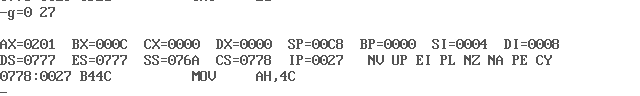 -g=0 27
AX=0201 BX=000C CX=0000 DX=0000 SP=00C8 BP=0000 SI=0004 DI=0008
DS=0777 ES=0777 SS=076A CS=0778 IP=0027 NV UP EI PL NZ NA PE CY
0778:0027 B44C MOV AH,4C
-